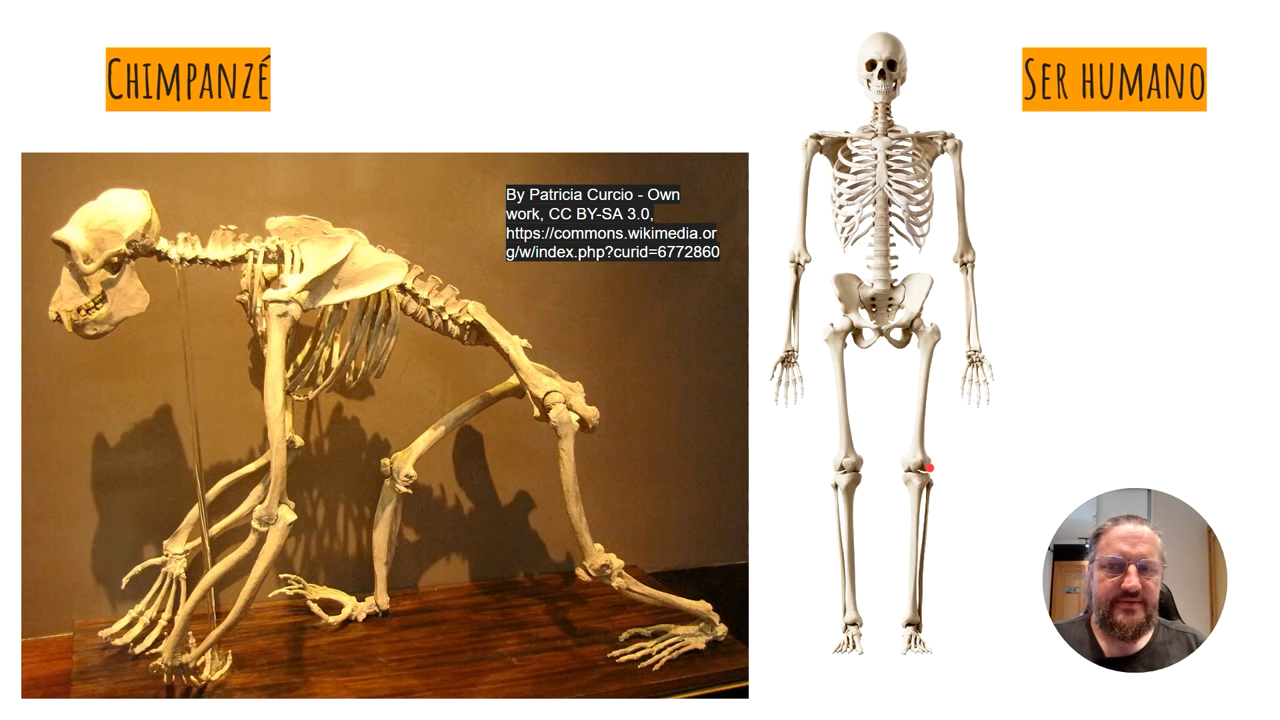 CHIMPANZÉ
SER HUMANO
By Patricia Curcio - Own
work, CC BY-SA 3.0,
https://commons.wikimedia.or
g/w/index.php?curid=6772860